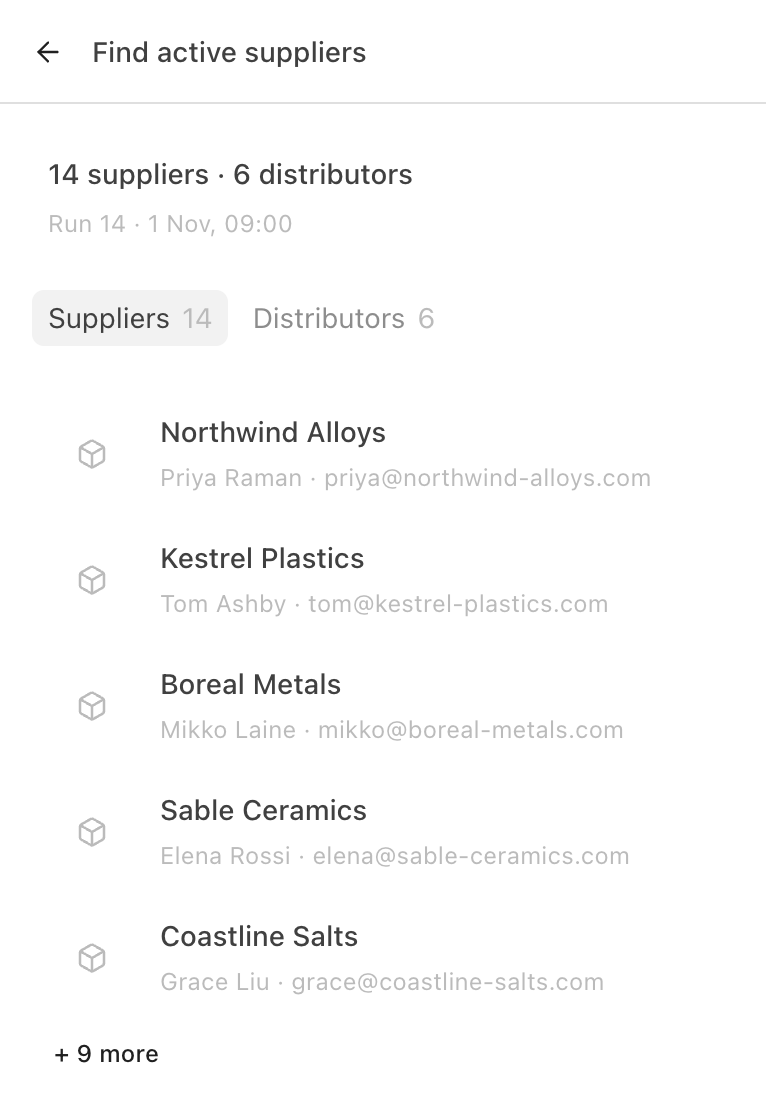 Find active suppliers
14 suppliers · 6 distributors
Run 14 · 1 Nov, 09:00
Suppliers 14 Distributors 6
Northwind Alloys
Priya Raman · priya@northwind-alloys.com
Kestrel Plastics
Tom Ashby · tom@kestrel-plastics.com
Boreal Metals
Mikko Laine · mikko@boreal-metals.com
Sable Ceramics
Elena Rossi · elena@sable-ceramics.com
Coastline Salts
Grace Liu · grace@coastline-salts.com
+ 9 more